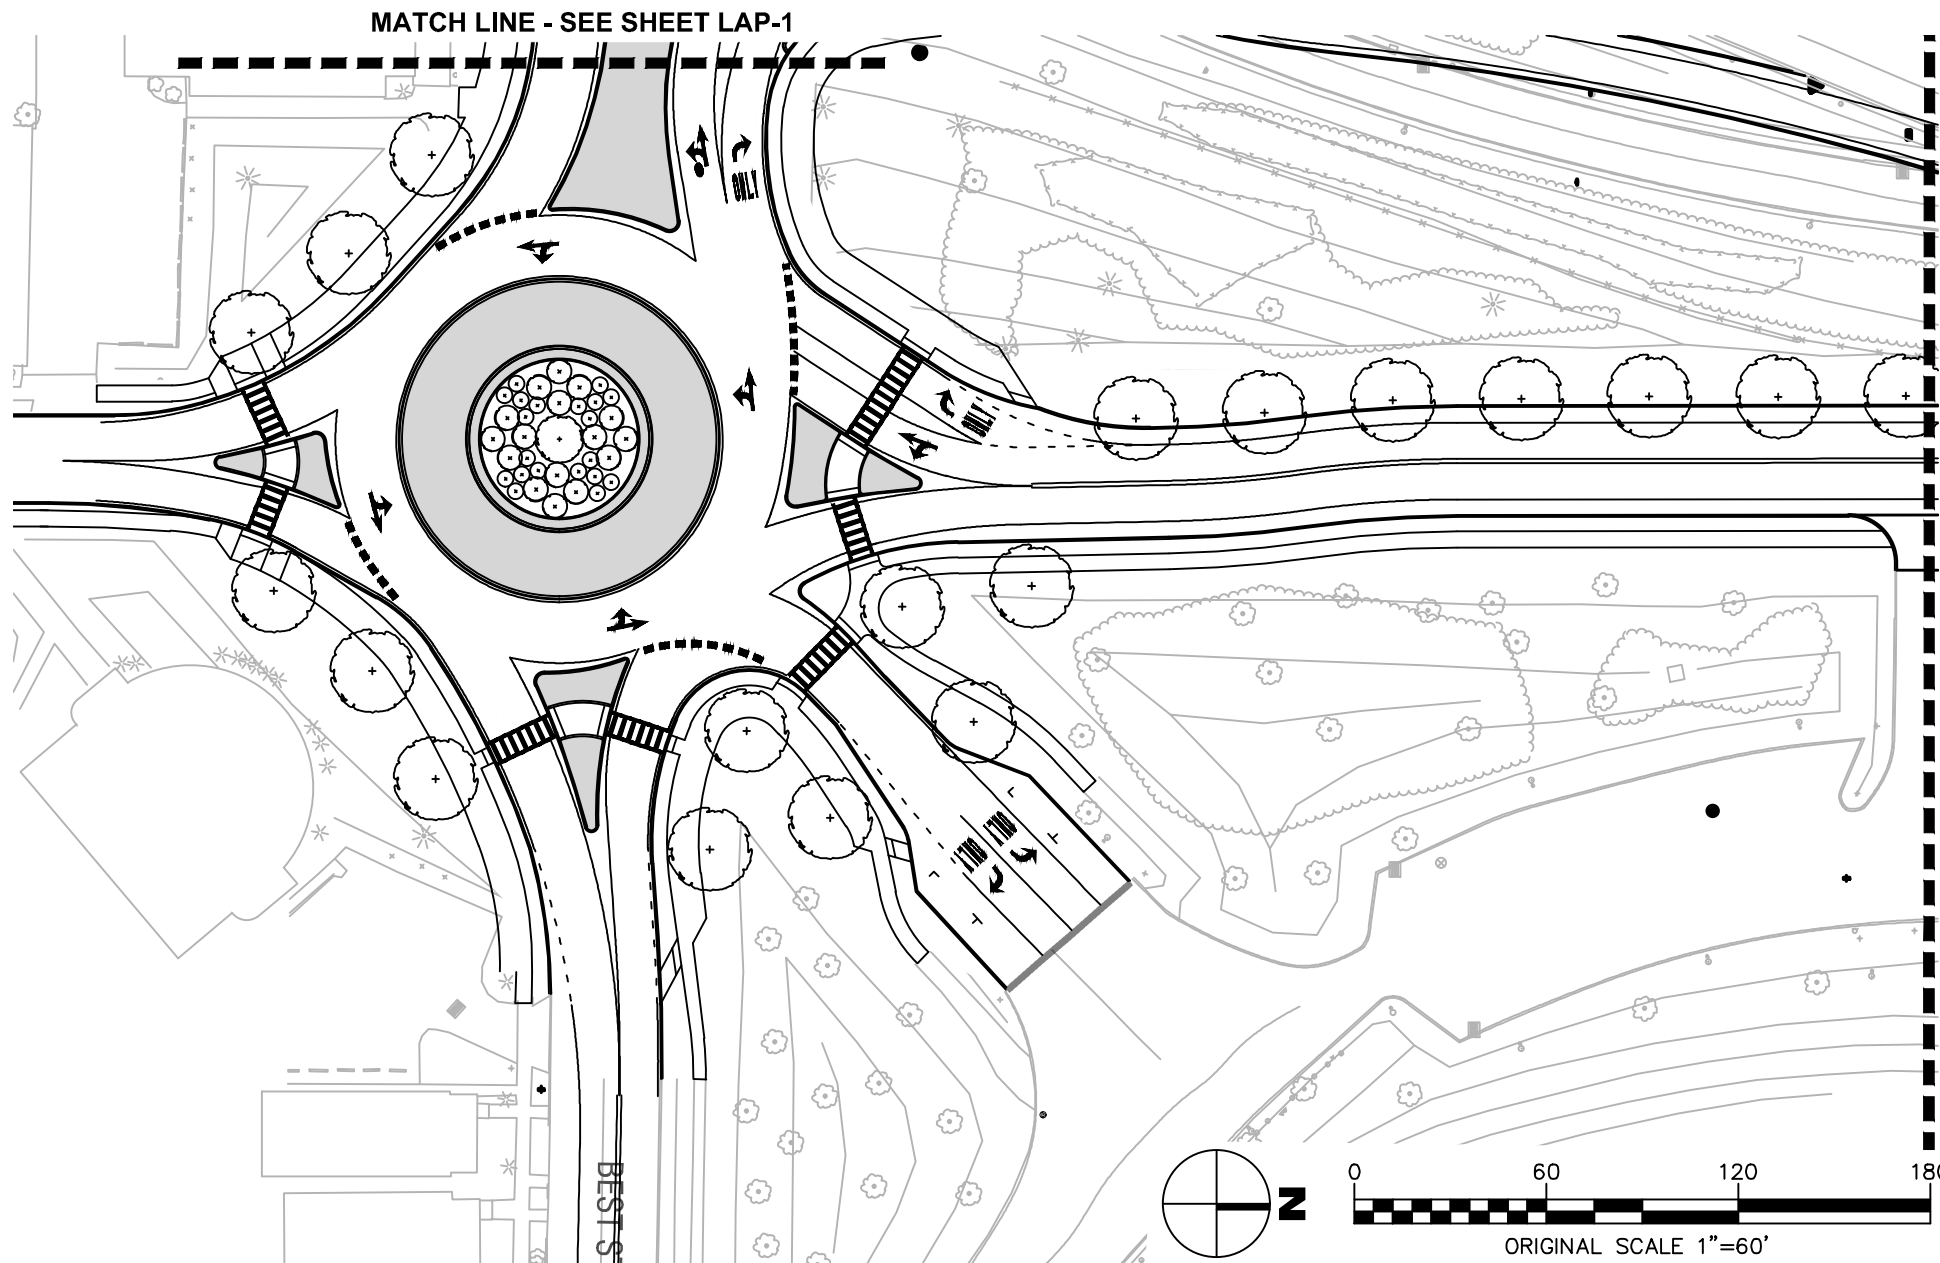 MATCH LINE - SEE SHEET LAP-1
ONLY
ONLY
ONLY
ONLY
BEST S
N
0 60 120 180
ORIGINAL SCALE 1"=60'